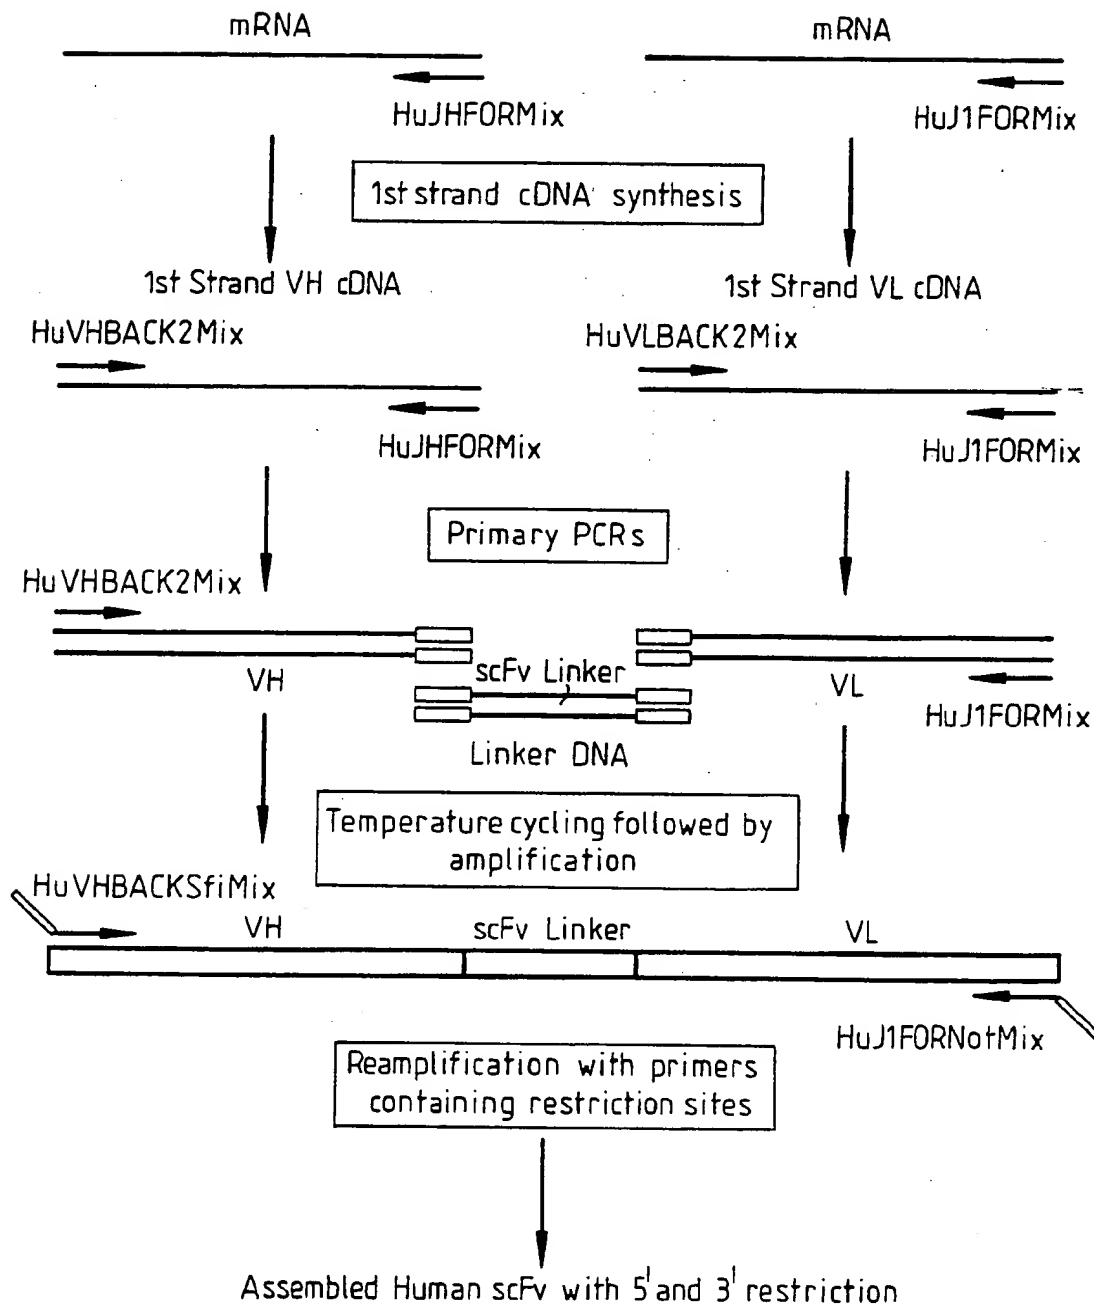 mRNA
mRNA
HuJHFORMix
HuJ1FORMix
1st strand cDNA synthesis
1st Strand VH cDNA
1st Strand VL cDNA
HuVHBACK2Mix
HuVLBACK2Mix
HuJHFORMix
HuJ1FORMix
Primary PCRs
HuVHBACK2Mix
VH
scFv Linker
VL
HuJ1FORMix
Linker DNA
Temperature cycling followed by
amplification
HuVHBACKSfiMix
VH
scFv Linker
VL
HuJ1FORNotMix
Reamplification with primers
containing restriction sites
Assembled Human scFv with 5' and 3' restriction